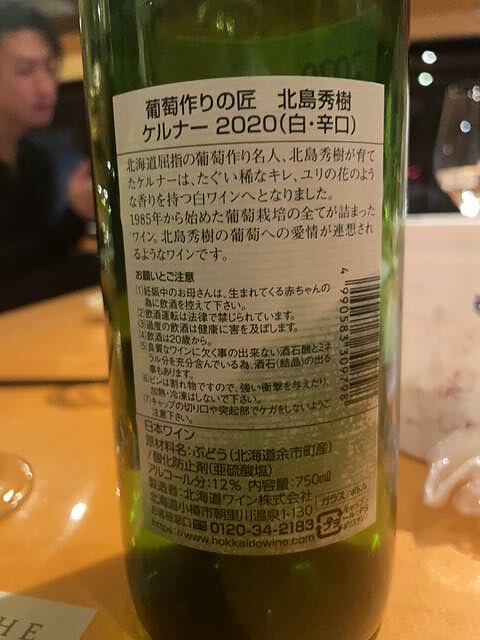 葡萄作りの匠 北島秀樹
ケルナー 2020(白・辛口)
北海道屈指の葡萄作り名人、北島秀樹が育て
たケルナーは、たぐい稀なキレ、ユリの花のよう
な香りを持つ白ワインへとなりました。
1985年から始めた葡萄栽培の全てが詰まった
ワイン。北島秀樹の葡萄への愛情が連想され
るようなワインです。
お願いとご注意
(1)妊娠中のお母さんは、生まれてくる赤ちゃんの
為に飲酒を控えて下さい。
(2)飲酒運転は法律で禁じられています。
(3)過度の飲酒は健康に害を及ぼします。
(4)飲酒は20歳から。
(5)良質なワインに欠く事の出来ない酒石酸とミネ
ラル分を充分含んでいる為、酒石(結晶)の出る
事もあります。
(6)ビンは割れ物ですので、強い衝撃を与えたり、
加熱・冷凍はしないで下さい。
(7)キャップの切り口や突起部でケガをしないようご
注意下さい。
4990583309778
日本ワイン
原材料名:ぶどう(北海道余市町産)
/酸化防止剤(亜硫酸塩)
アルコール分:12% 内容量:750ml
製造者:北海道ワイン株式会社
北海道小樽市朝里川温泉1-130
お客様窓口 0120-34-2183
https://www.hokkaidowine.com
ガラス:ボトル
プラ
THE